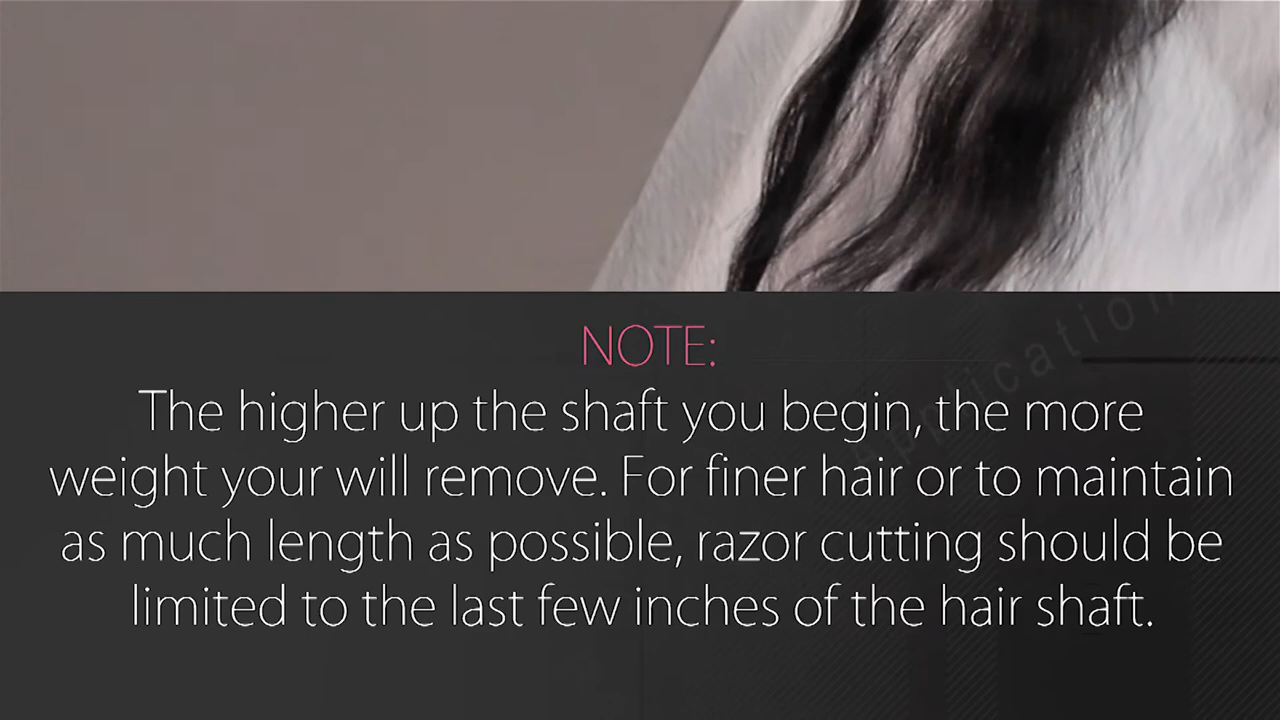 NOTE:
The higher up the shaft you begin, the more
weight your will remove. For finer hair or to maintain
as much length as possible, razor cutting should be
limited to the last few inches of the hair shaft.